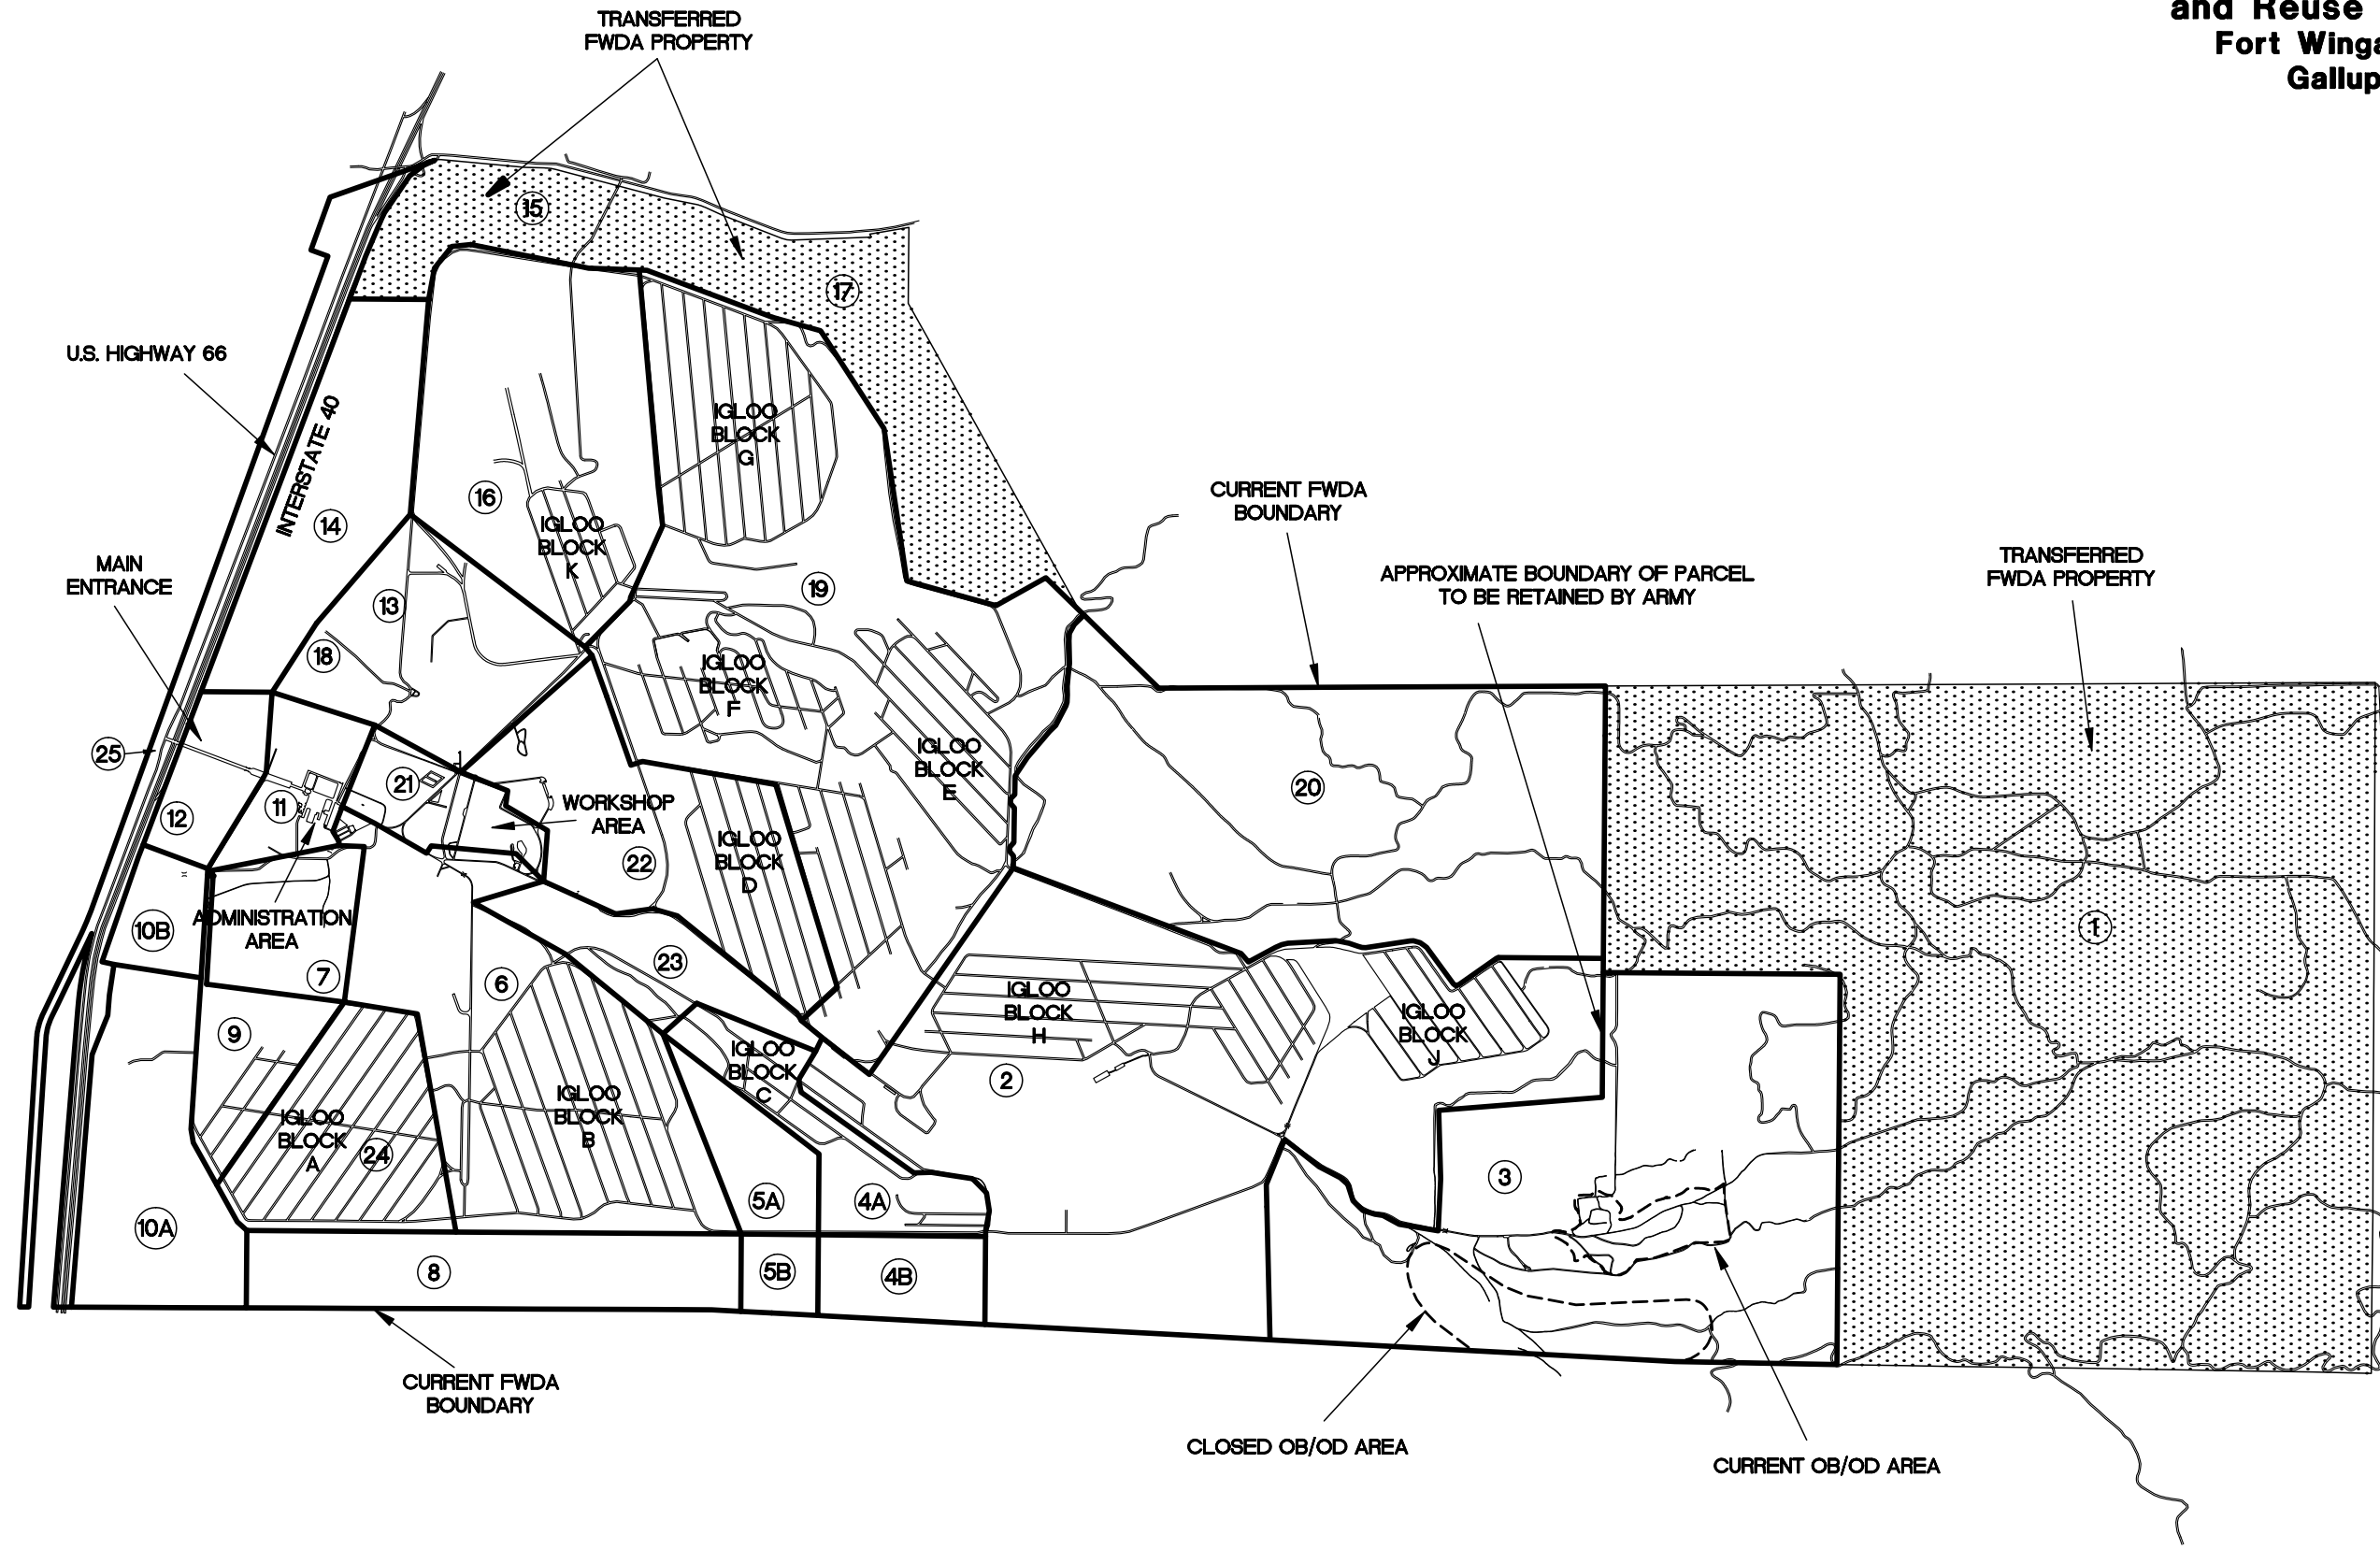 and Reuse
Fort Winga
Gallup
TRANSFERRED
FWDA PROPERTY
15
17
U.S. HIGHWAY 66
INTERSTATE 40
IGLOO
BLOCK
G
16
14
IGLOO
BLOCK
K
CURRENT FWDA
BOUNDARY
MAIN
ENTRANCE
APPROXIMATE BOUNDARY OF PARCEL
TO BE RETAINED BY ARMY
TRANSFERRED
FWDA PROPERTY
19
13
18
IGLOO
BLOCK
F
25
IGLOO
BLOCK
E
21
20
11
12
WORKSHOP
AREA
22
IGLOO
BLOCK
D
10B
ADMINISTRATION
AREA
1
7
6
23
9
IGLOO
BLOCK
H
IGLOO
BLOCK
J
IGLOO
BLOCK
C
2
IGLOO
BLOCK
B
IGLOO
BLOCK
A
24
3
5A
4A
10A
8
5B
4B
CURRENT FWDA
BOUNDARY
CLOSED OB/OD AREA
CURRENT OB/OD AREA